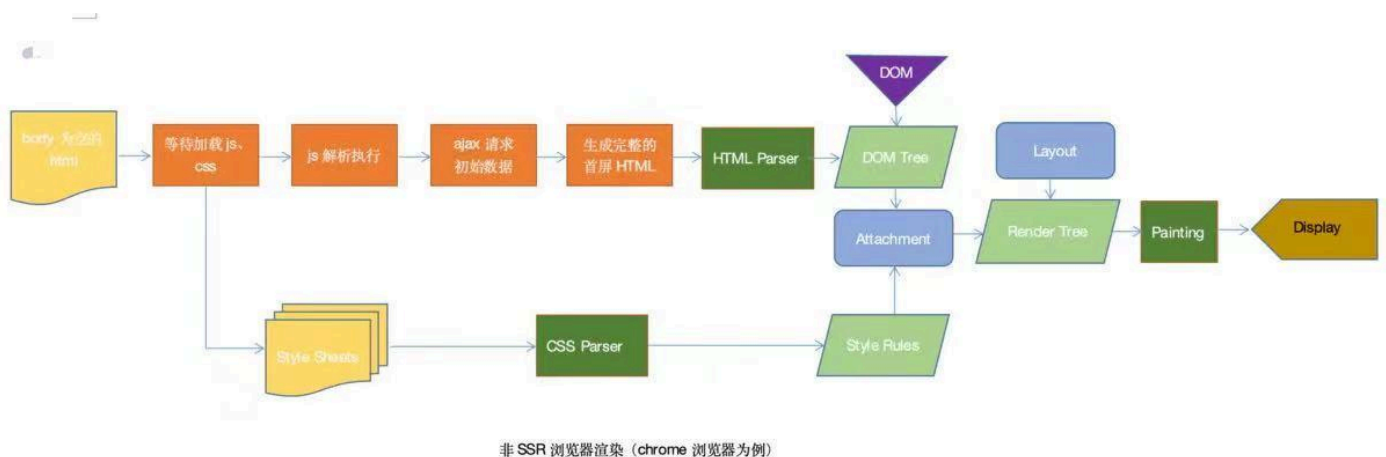 DOM
body 为空的
html
等待加载 js、
css
js 解析执行
ajax 请求
初始数据
生成完整的
首屏 HTML
HTML Parser
DOM Tree
Layout
Attachment
Render Tree
Painting
Display
Style Sheets
CSS Parser
Style Rules
非 SSR 浏览器渲染（chrome 浏览器为例）